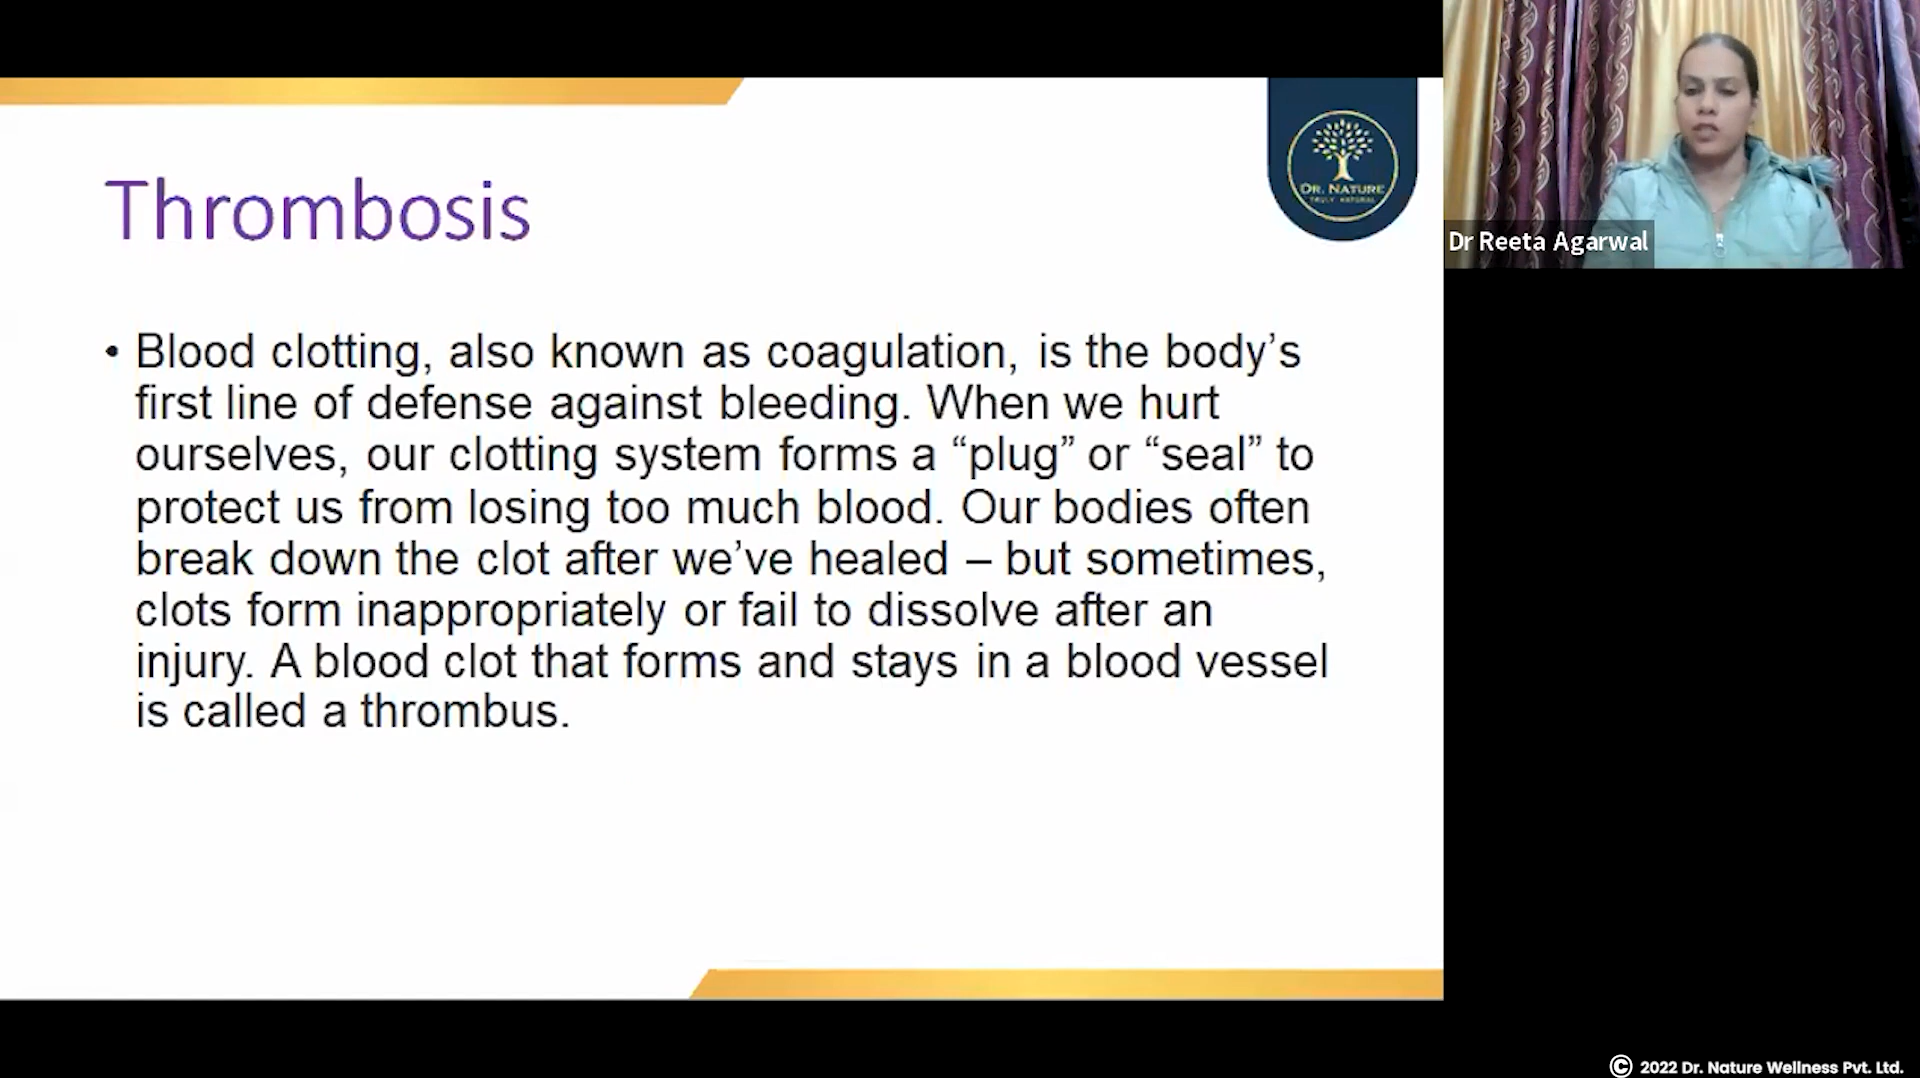 Thrombosis
• Blood clotting, also known as coagulation, is the body’s
first line of defense against bleeding. When we hurt
ourselves, our clotting system forms a “plug” or “seal” to
protect us from losing too much blood. Our bodies often
break down the clot after we’ve healed – but sometimes,
clots form inappropriately or fail to dissolve after an
injury. A blood clot that forms and stays in a blood vessel
is called a thrombus.
DR. NATURE
TRULY NATURAL
Dr Reeta Agarwal
© 2022 Dr. Nature Wellness Pvt. Ltd.